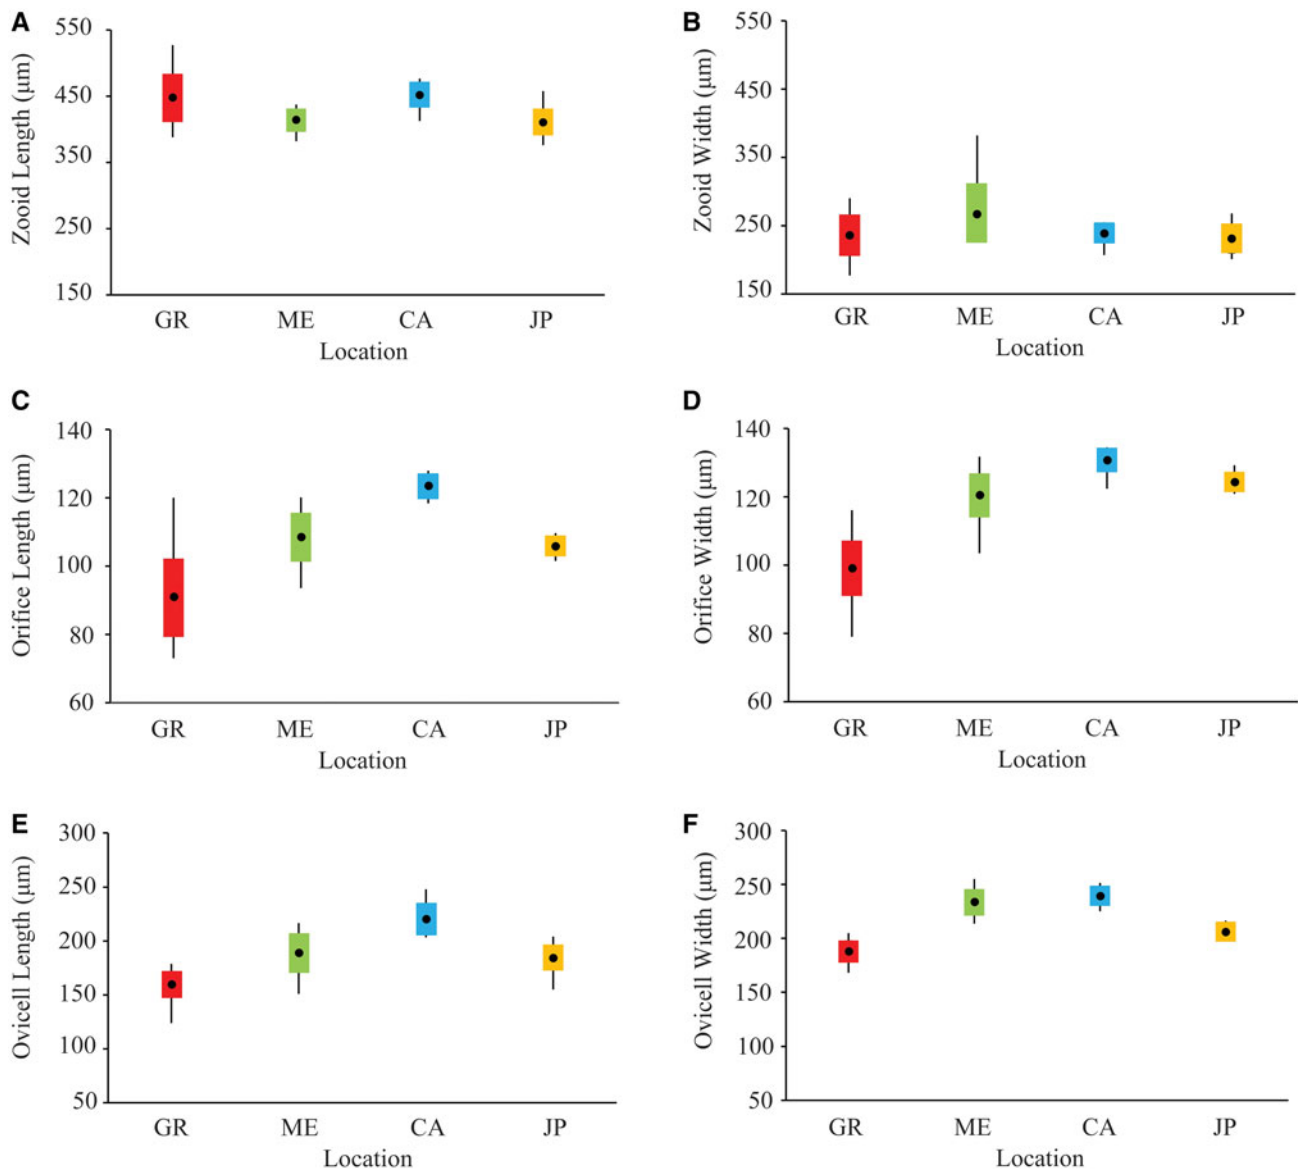 A
Zooid Length (μm)
550
450
350
250
150
GR ME CA JP
Location
B
Zooid Width (μm)
550
450
350
250
150
GR ME CA JP
Location
C
Orifice Length (μm)
140
120
100
80
60
GR ME CA JP
Location
D
Orifice Width (μm)
140
120
100
80
60
GR ME CA JP
Location
E
Ovicell Length (μm)
300
250
200
150
100
50
GR ME CA JP
Location
F
Ovicell Width (μm)
300
250
200
150
100
50
GR ME CA JP
Location